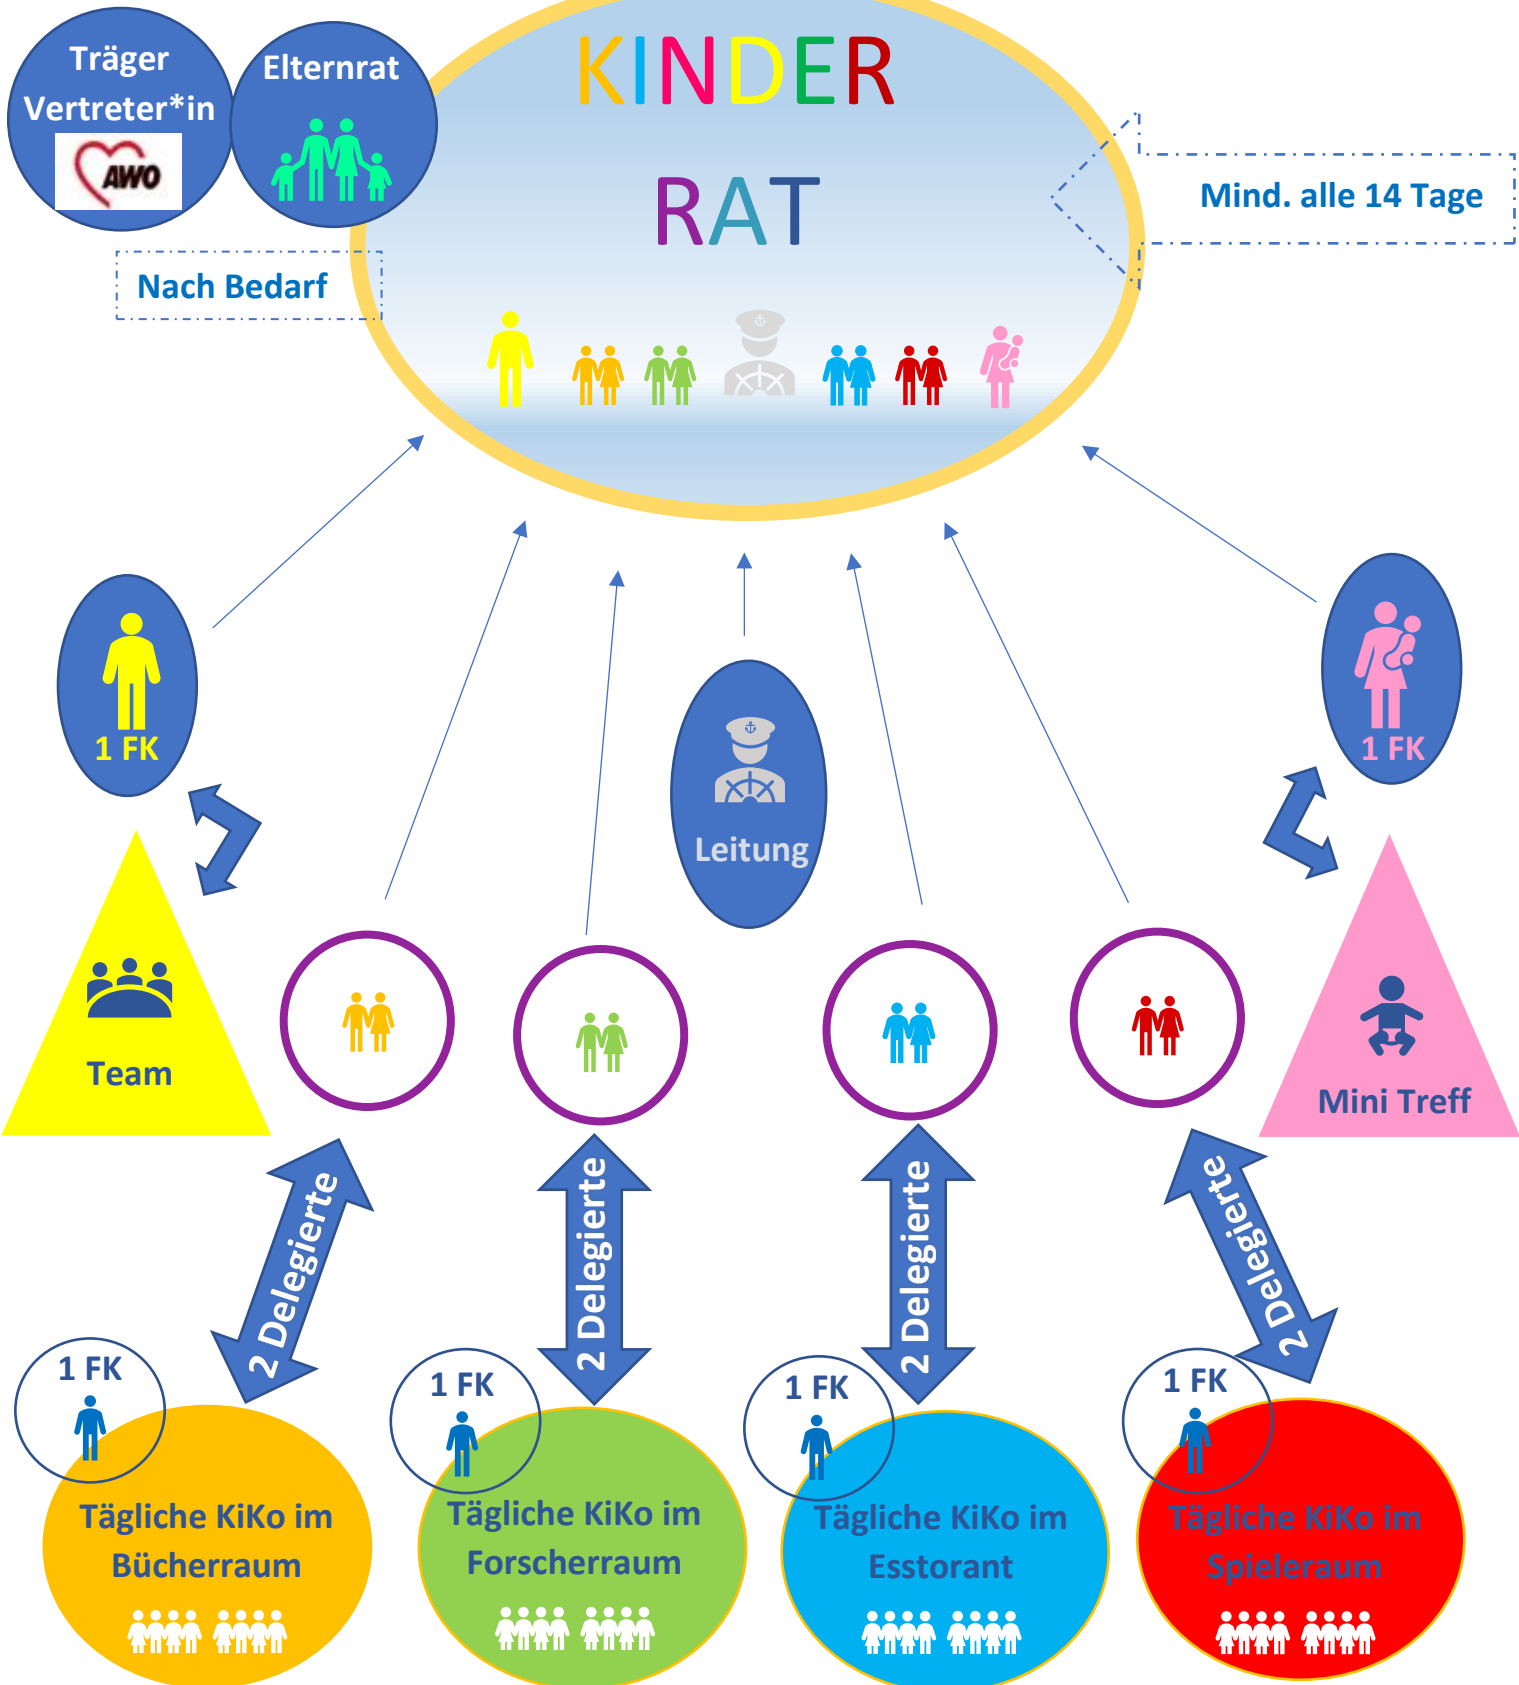 Träger
Vertreter*in
AWO
Elternrat
KINDER
RAT
Mind. alle 14 Tage
Nach Bedarf
1 FK
1 FK
Leitung
Team
Mini Treff
2 Delegierte
2 Delegierte
2 Delegierte
2 Delegierte
1 FK
1 FK
1 FK
1 FK
Tägliche KiKo im
Bücherraum
Tägliche KiKo im
Forscherraum
Tägliche KiKo im
Esstorant
Tägliche KiKo im
Spieleraum